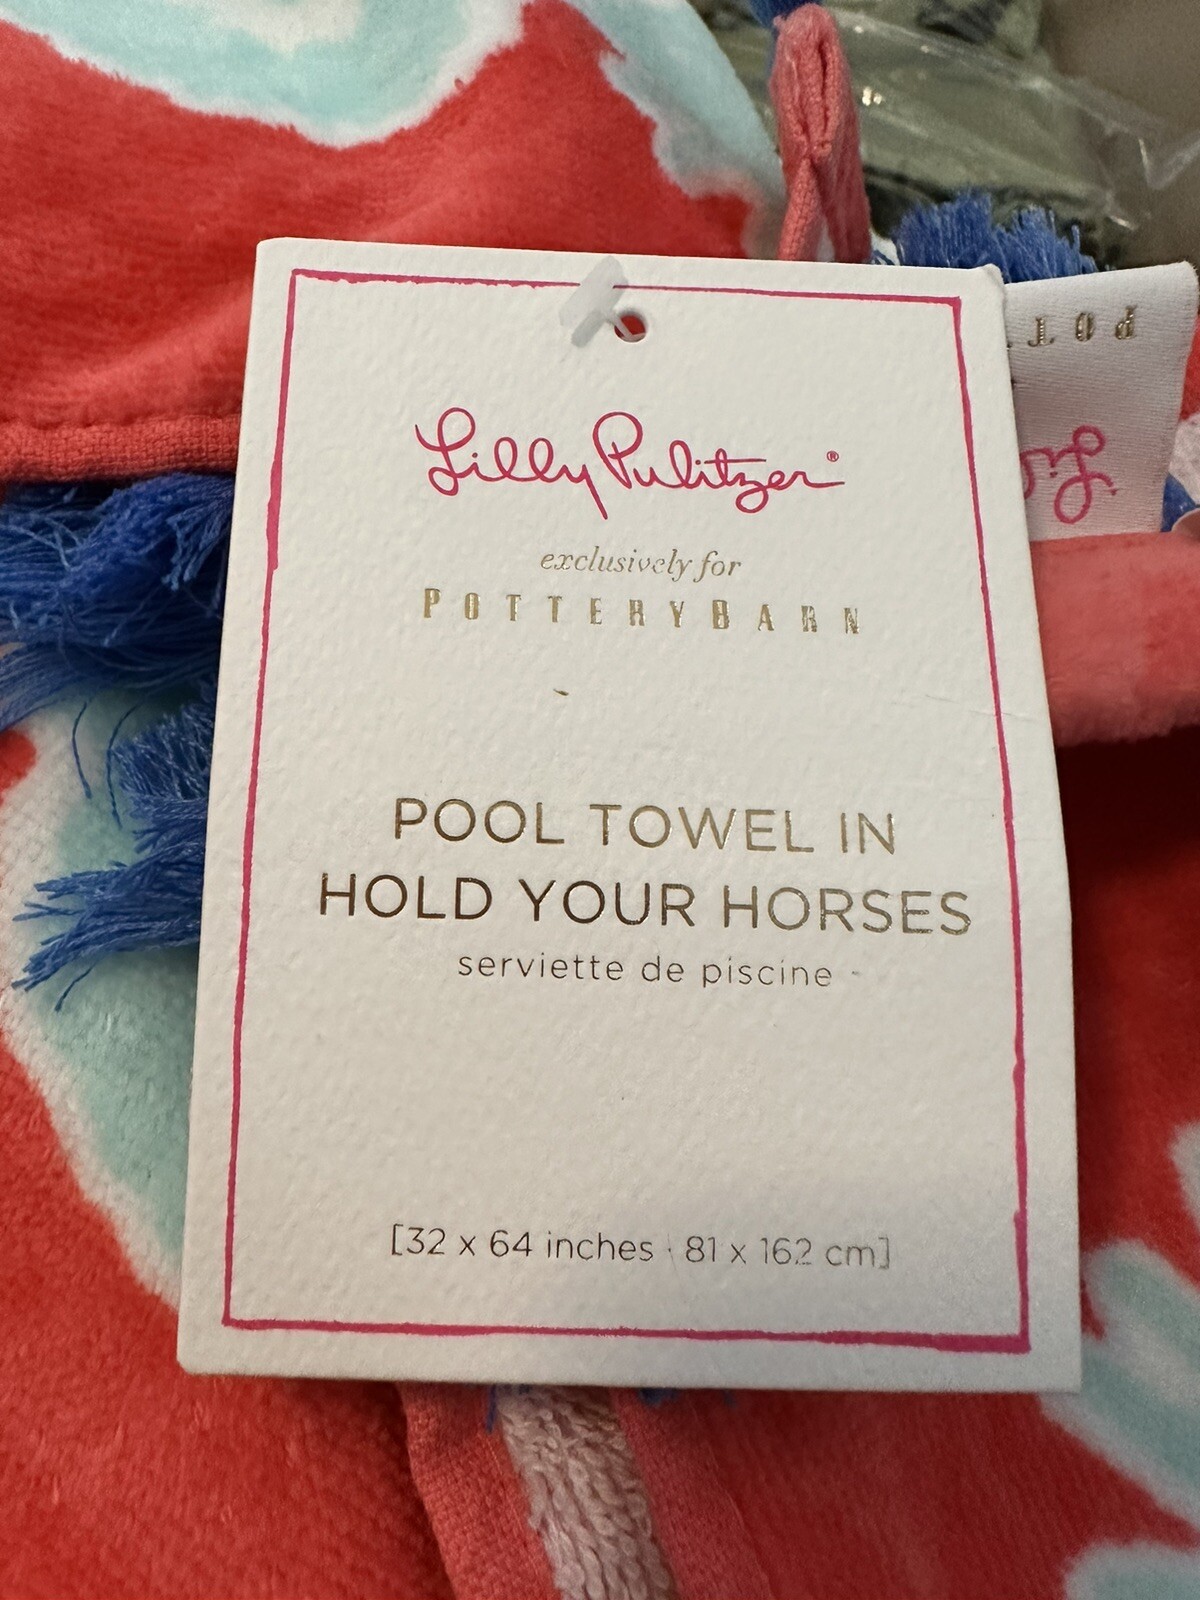 Lilly Pulitzer®
exclusively for
POTTERYBARN
POOL TOWEL IN
HOLD YOUR HORSES
serviette de piscine
[32 x 64 inches · 81 x 162 cm]
POT